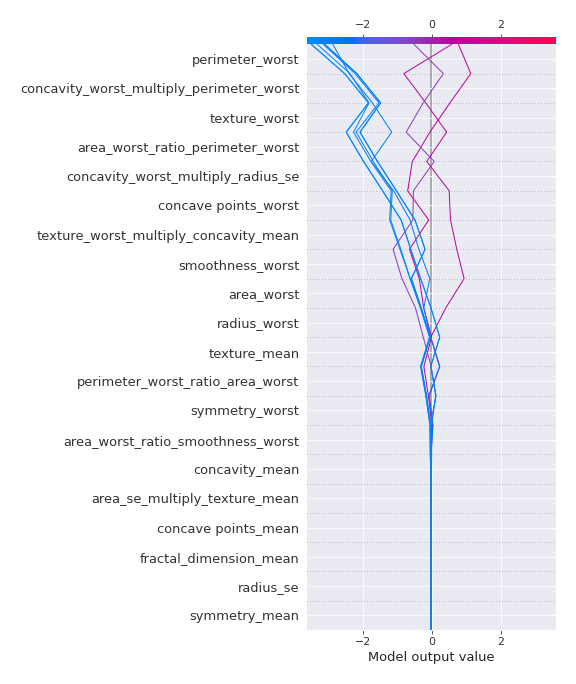 −2 0 2
perimeter_worst
concavity_worst_multiply_perimeter_worst
texture_worst
area_worst_ratio_perimeter_worst
concavity_worst_multiply_radius_se
concave points_worst
texture_worst_multiply_concavity_mean
smoothness_worst
area_worst
radius_worst
texture_mean
perimeter_worst_ratio_area_worst
symmetry_worst
area_worst_ratio_smoothness_worst
concavity_mean
area_se_multiply_texture_mean
concave points_mean
fractal_dimension_mean
radius_se
symmetry_mean
−2 0 2
Model output value